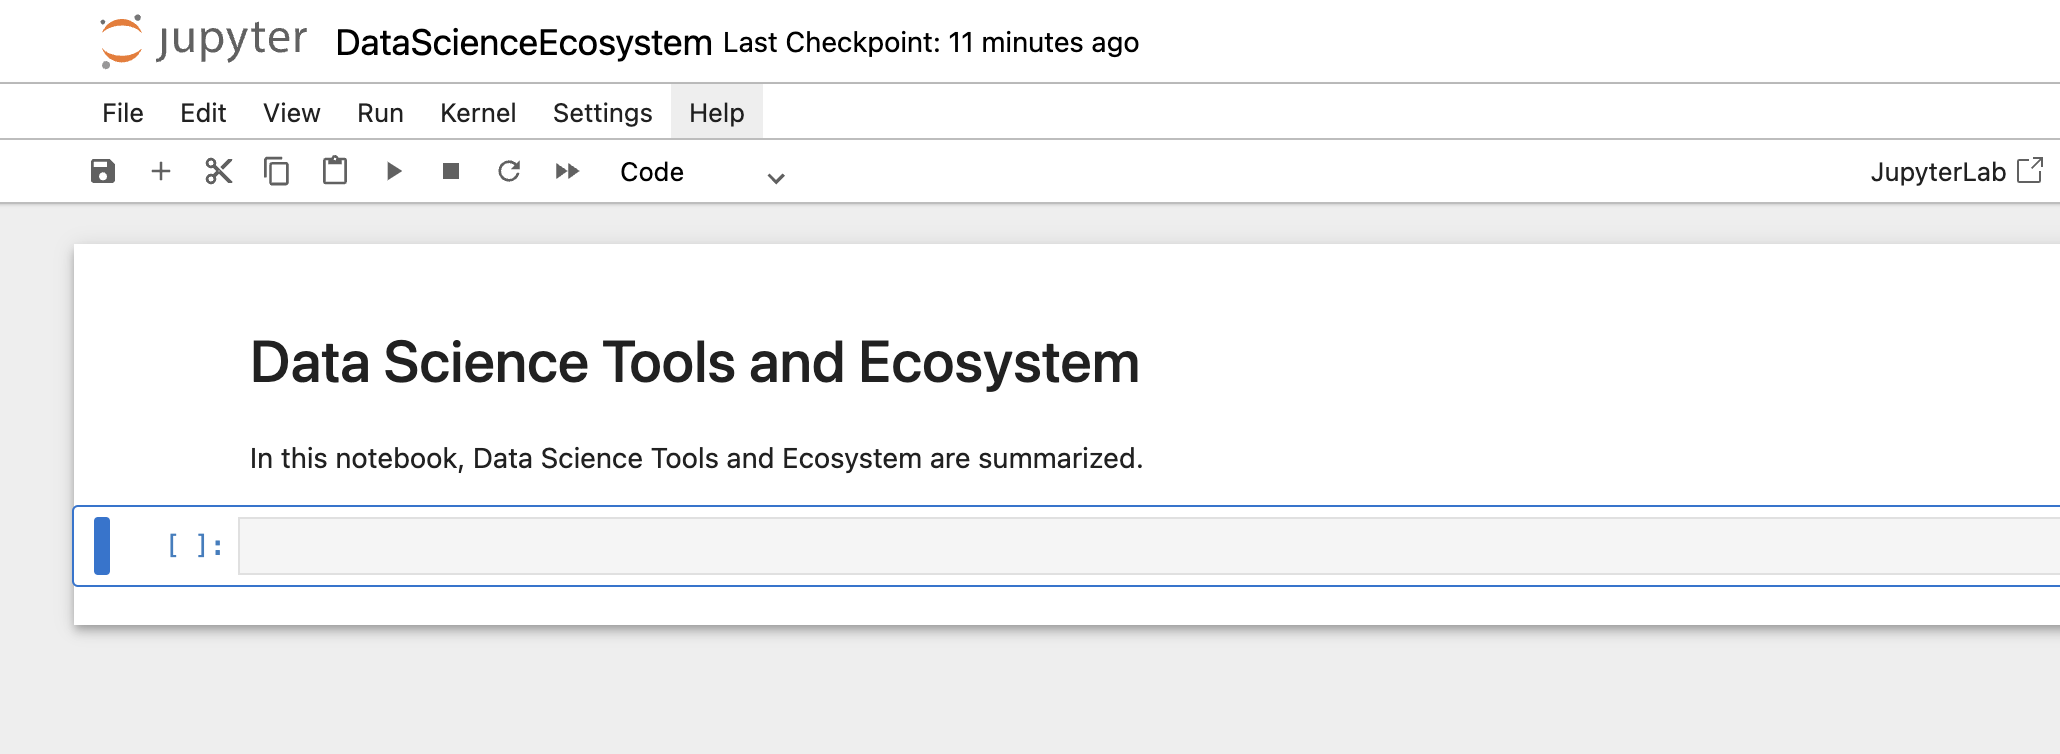 jupyter DataScienceEcosystem Last Checkpoint: 11 minutes ago
File Edit View Run Kernel Settings Help
Code JupyterLab
Data Science Tools and Ecosystem
In this notebook, Data Science Tools and Ecosystem are summarized.
[ ]: